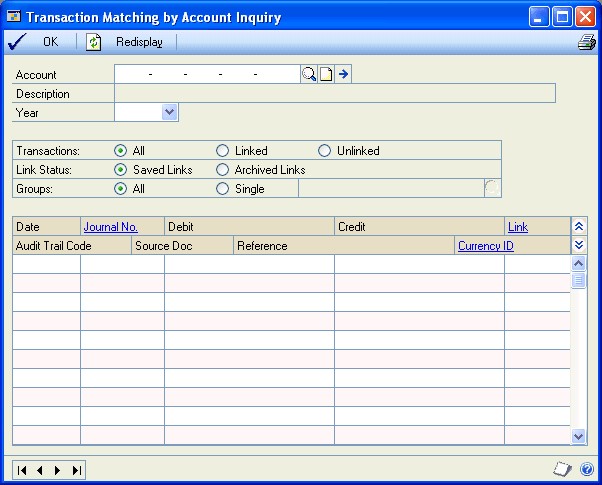 Transaction Matching by Account Inquiry
OK Redisplay
Account - - - -
Description
Year
Transactions: All Linked Unlinked
Link Status: Saved Links Archived Links
Groups: All Single
Date Journal No. Debit Credit Link
Audit Trail Code Source Doc Reference Currency ID